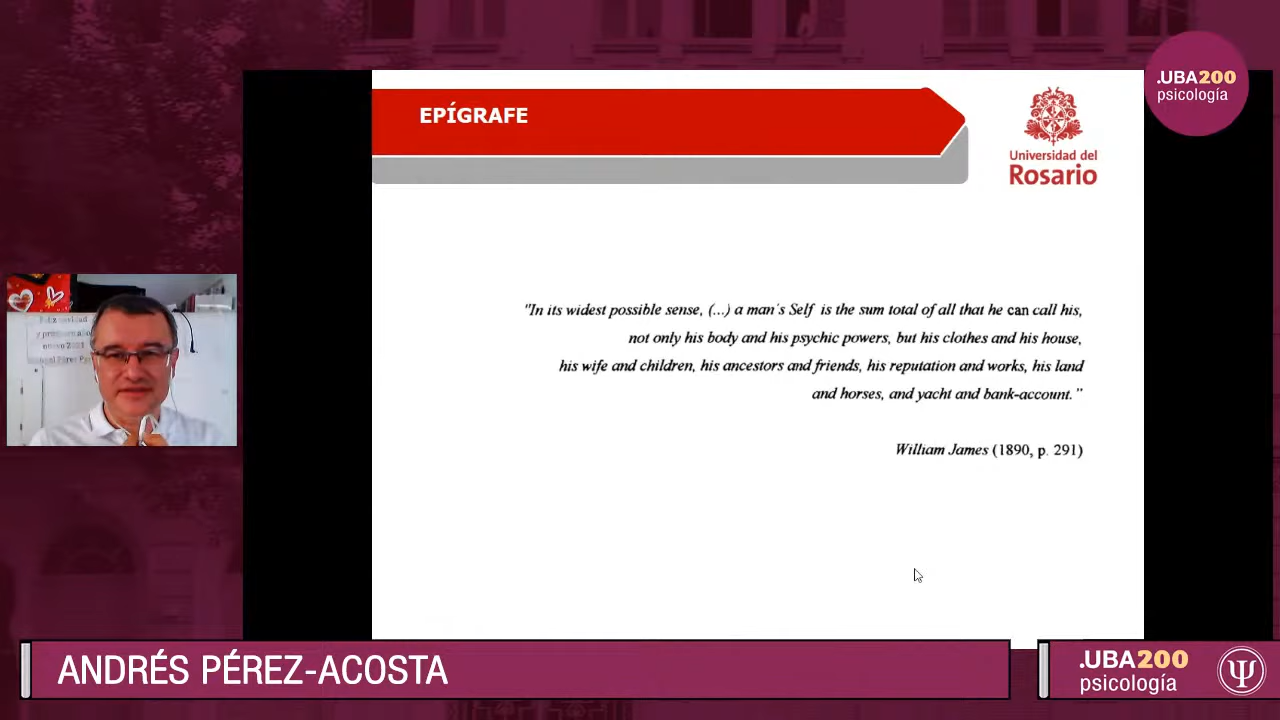 .UBA200
psicología
EPÍGRAFE
Universidad del
Rosario
"In its widest possible sense, (...) a man's Self is the sum total of all that he can call his,
not only his body and his psychic powers, but his clothes and his house,
his wife and children, his ancestors and friends, his reputation and works, his land
and horses, and yacht and bank-account."
William James (1890, p. 291)
ANDRÉS PÉREZ-ACOSTA
.UBA200
psicología